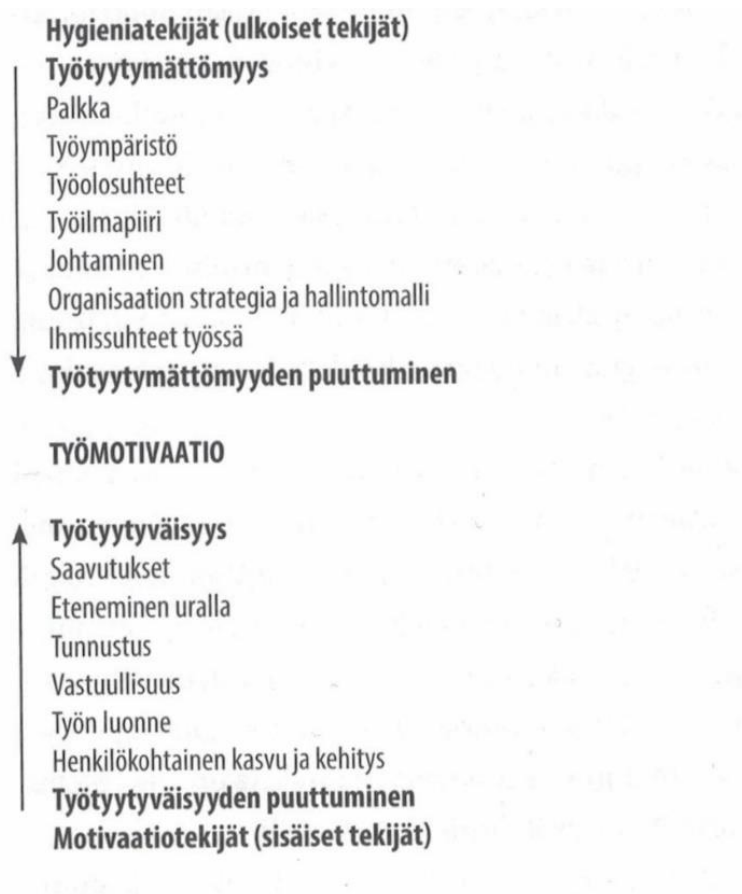 Hygieniatekijät (ulkoiset tekijät)
Työtyytymättömyys
Palkka
Työympäristö
Työolosuhteet
Työilmapiiri
Johtaminen
Organisaation strategia ja hallintomalli
Ihmissuhteet työssä
Työtyytymättömyyden puuttuminen
TYÖMOTIVAATIO
Työtyytyväisyys
Saavutukset
Eteneminen uralla
Tunnustus
Vastuullisuus
Työn luonne
Henkilökohtainen kasvu ja kehitys
Työtyytyväisyyden puuttuminen
Motivaatiotekijät (sisäiset tekijät)